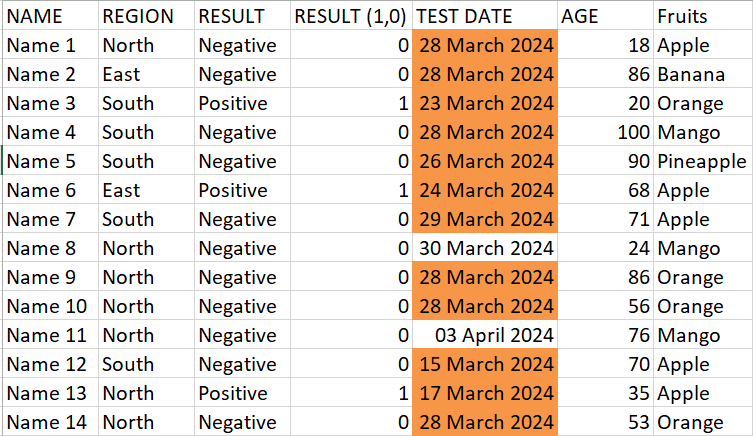 NAME REGION RESULT RESULT (1,0) TEST DATE AGE Fruits
Name 1 North Negative 0 28 March 2024 18 Apple
Name 2 East Negative 0 28 March 2024 86 Banana
Name 3 South Positive 1 23 March 2024 20 Orange
Name 4 South Negative 0 28 March 2024 100 Mango
Name 5 South Negative 0 26 March 2024 90 Pineapple
Name 6 East Positive 1 24 March 2024 68 Apple
Name 7 South Negative 0 29 March 2024 71 Apple
Name 8 North Negative 0 30 March 2024 24 Mango
Name 9 North Negative 0 28 March 2024 86 Orange
Name 10 North Negative 0 28 March 2024 56 Orange
Name 11 North Negative 0 03 April 2024 76 Mango
Name 12 South Negative 0 15 March 2024 70 Apple
Name 13 North Positive 1 17 March 2024 35 Apple
Name 14 North Negative 0 28 March 2024 53 Orange